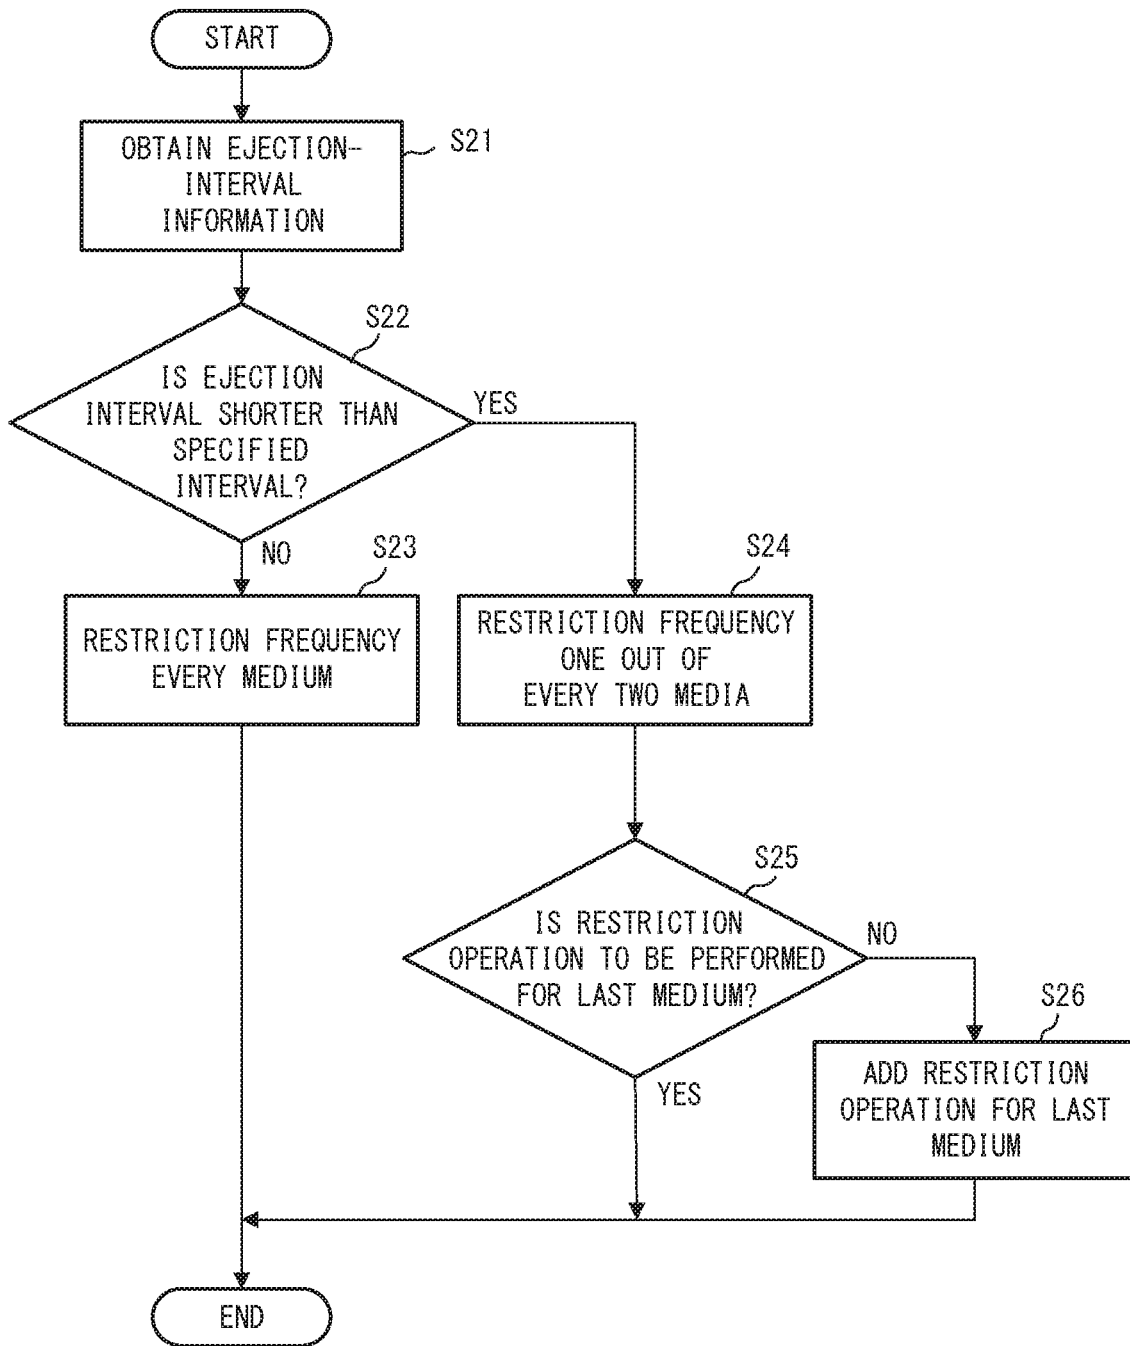 START
OBTAIN EJECTION-
INTERVAL
INFORMATION
S21
S22
IS EJECTION
INTERVAL SHORTER THAN
SPECIFIED
INTERVAL?
YES
NO
S23
RESTRICTION FREQUENCY
EVERY MEDIUM
S24
RESTRICTION FREQUENCY
ONE OUT OF
EVERY TWO MEDIA
S25
IS RESTRICTION
OPERATION TO BE PERFORMED
FOR LAST MEDIUM?
NO
YES
S26
ADD RESTRICTION
OPERATION FOR LAST
MEDIUM
END